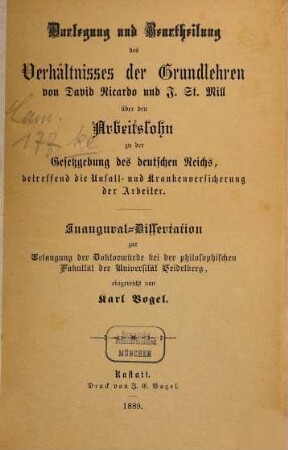 Darlegung und Beurtheilung
des
Verhältnisses der Grundlehren
von David Ricardo und J. St. Mill
über den
Arbeitslohn
zu der
Gesetzgebung des deutschen Reichs,
betreffend die Unfall- und Krankenversicherung
der Arbeiter.
Inaugural-Dissertation
zur
Erlangung der Doktorwürde bei der philosophischen
Fakultät der Universität Heidelberg,
eingereicht von
Karl Vogel.
MÜNCHEN
Rastatt.
Druck von J. G. Vogel.
1889.